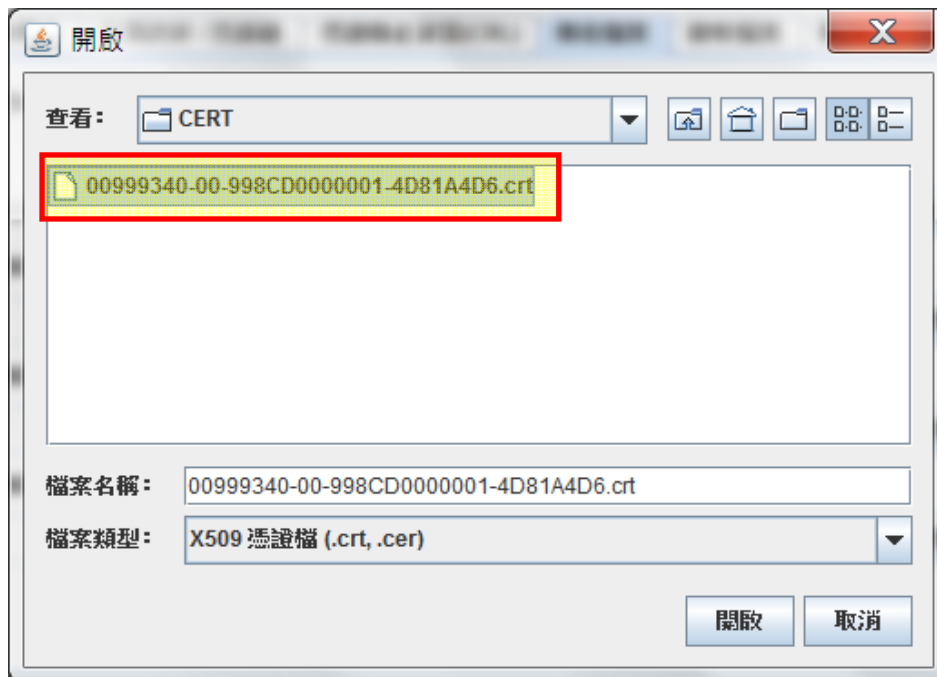 開啟
查看：
CERT
00999340-00-998CD0000001-4D81A4D6.crt
檔案名稱：
00999340-00-998CD0000001-4D81A4D6.crt
檔案類型：
X509 憑證檔 (.crt, .cer)
開啟
取消